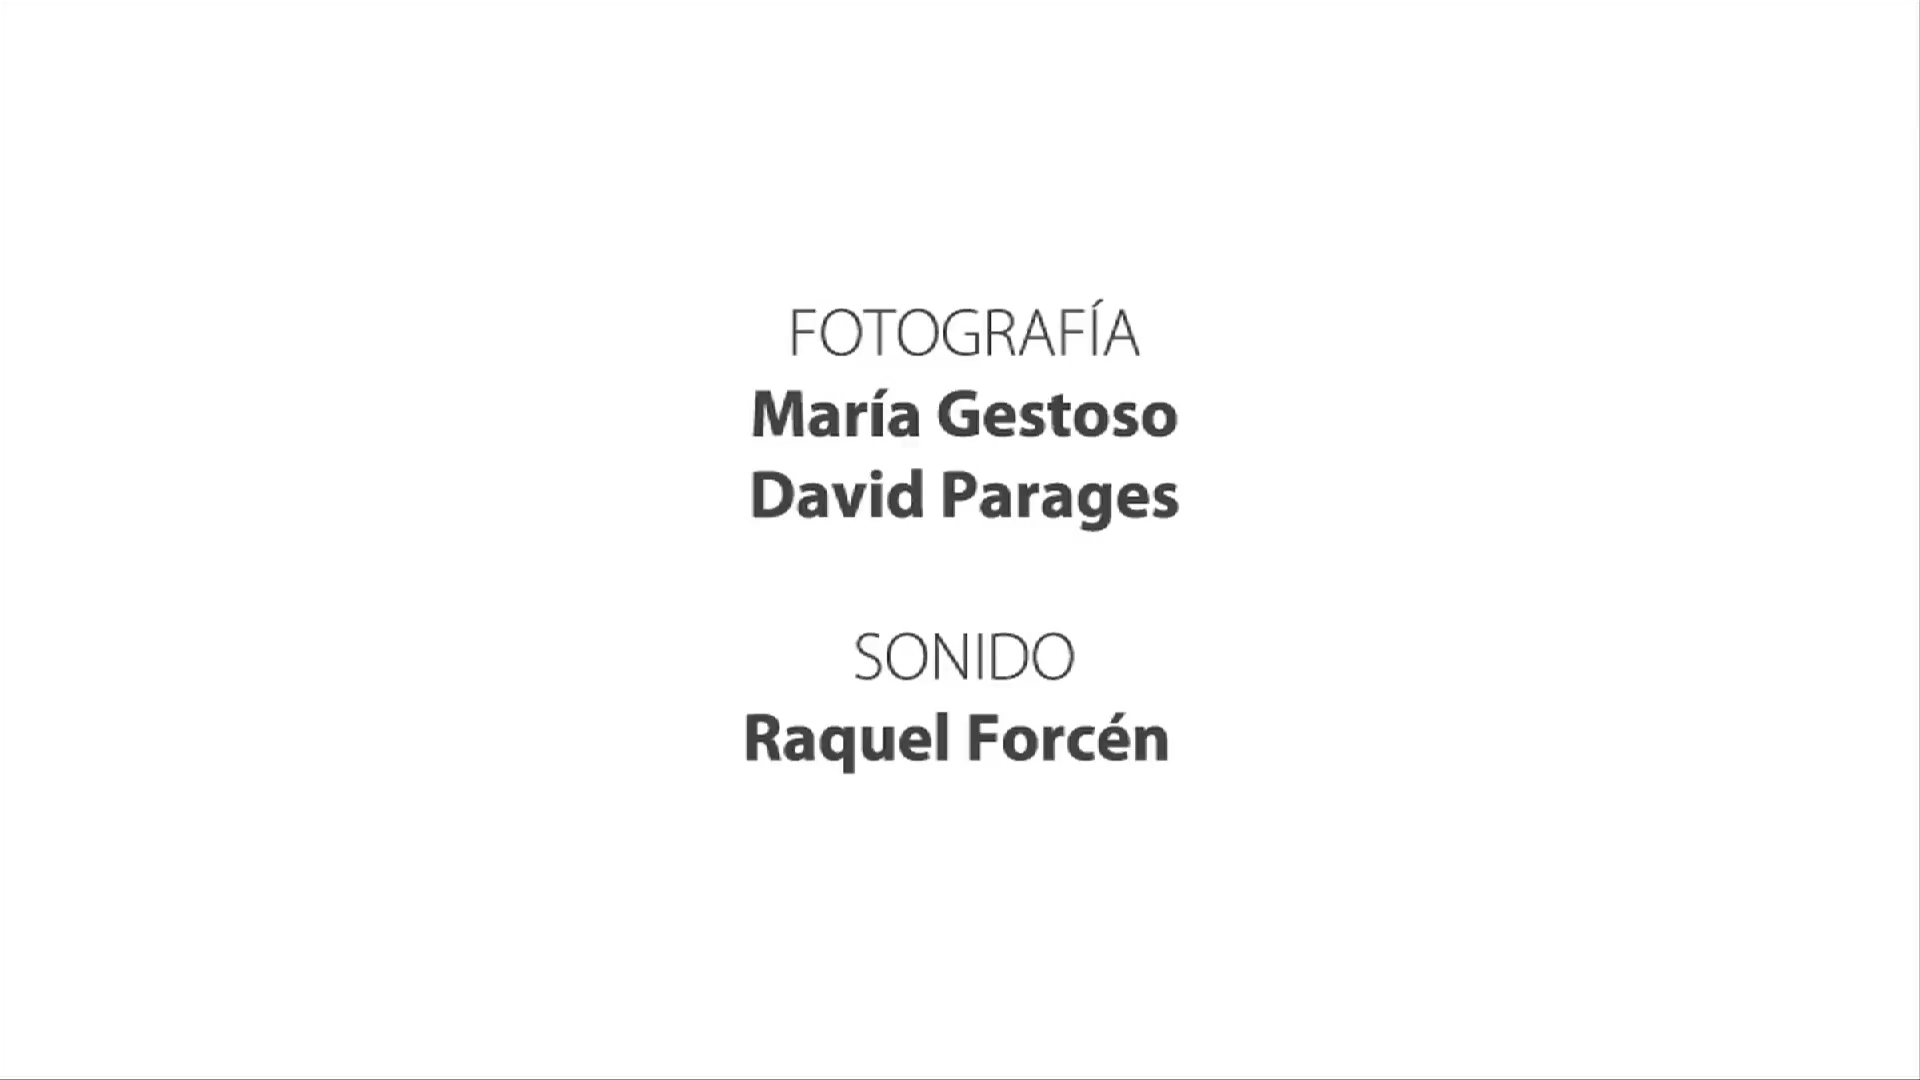 FOTOGRAFÍA
María Gestoso
David Parages
SONIDO
Raquel Forcén